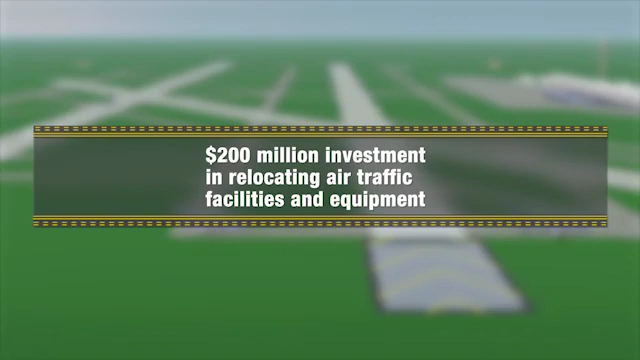 $200 million investment
in relocating air traffic
facilities and equipment